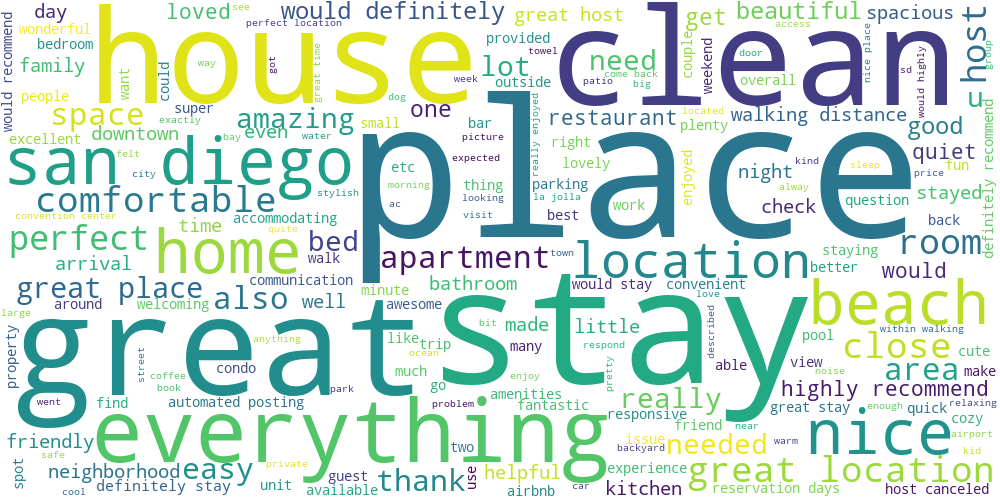 day
loved
would definitely
great host
get
beautiful
spacious
see
wonderful
perfect location
provided
towel
couple
access
would recommend
bedroom
house
clean
host
u
group
family
want
could
way
got
great time
week
lot
outside
need
come back
big
patio
weekend
door
overall
nice place
sd
would highly
people
super
dog
space
exactly
amazing
one
small
bar
picture
really enjoyed
restaurant
plenty
located
walking distance
good
definitely recommend
excellent
downtown
even
bay
water
felt
city
san diego
stylish
place
etc
expected
right
lovely
enjoyed
night
kind
quiet
fun
price
sleep
comfortable
morning
thing
looking
parking
la jolla
work
alway
stayed
ac
visit
best
check
question
convention center
accommodating
back
perfect
time
quite
bed
home
walk
apartment
town
location
staying
room
arrival
better
great place
communication
minute
bathroom
would stay
convenient
would
around
welcoming
also
well
awesome
love
beach
large
property
street
anything
great
like
trip
bit
made
little
stay
described
pool
within walking
many
respond
ocean
much
pretty
close
cute
able
view
noise
make
coffee
book
condo
park
go
enjoy
amenities
really
area
highly recommend
went
find
automated posting
problem
fantastic
responsive
great stay
quick
enough
relaxing
everything
friend
near
cozy
airport
friendly
safe
two
issue
backyard
needed
warm
nice
kid
spot
neighborhood
easy
private
guest
thank
use
helpful
car
experience
great location
cool
definitely stay
unit
available
airbnb
kitchen
reservation days
host canceled